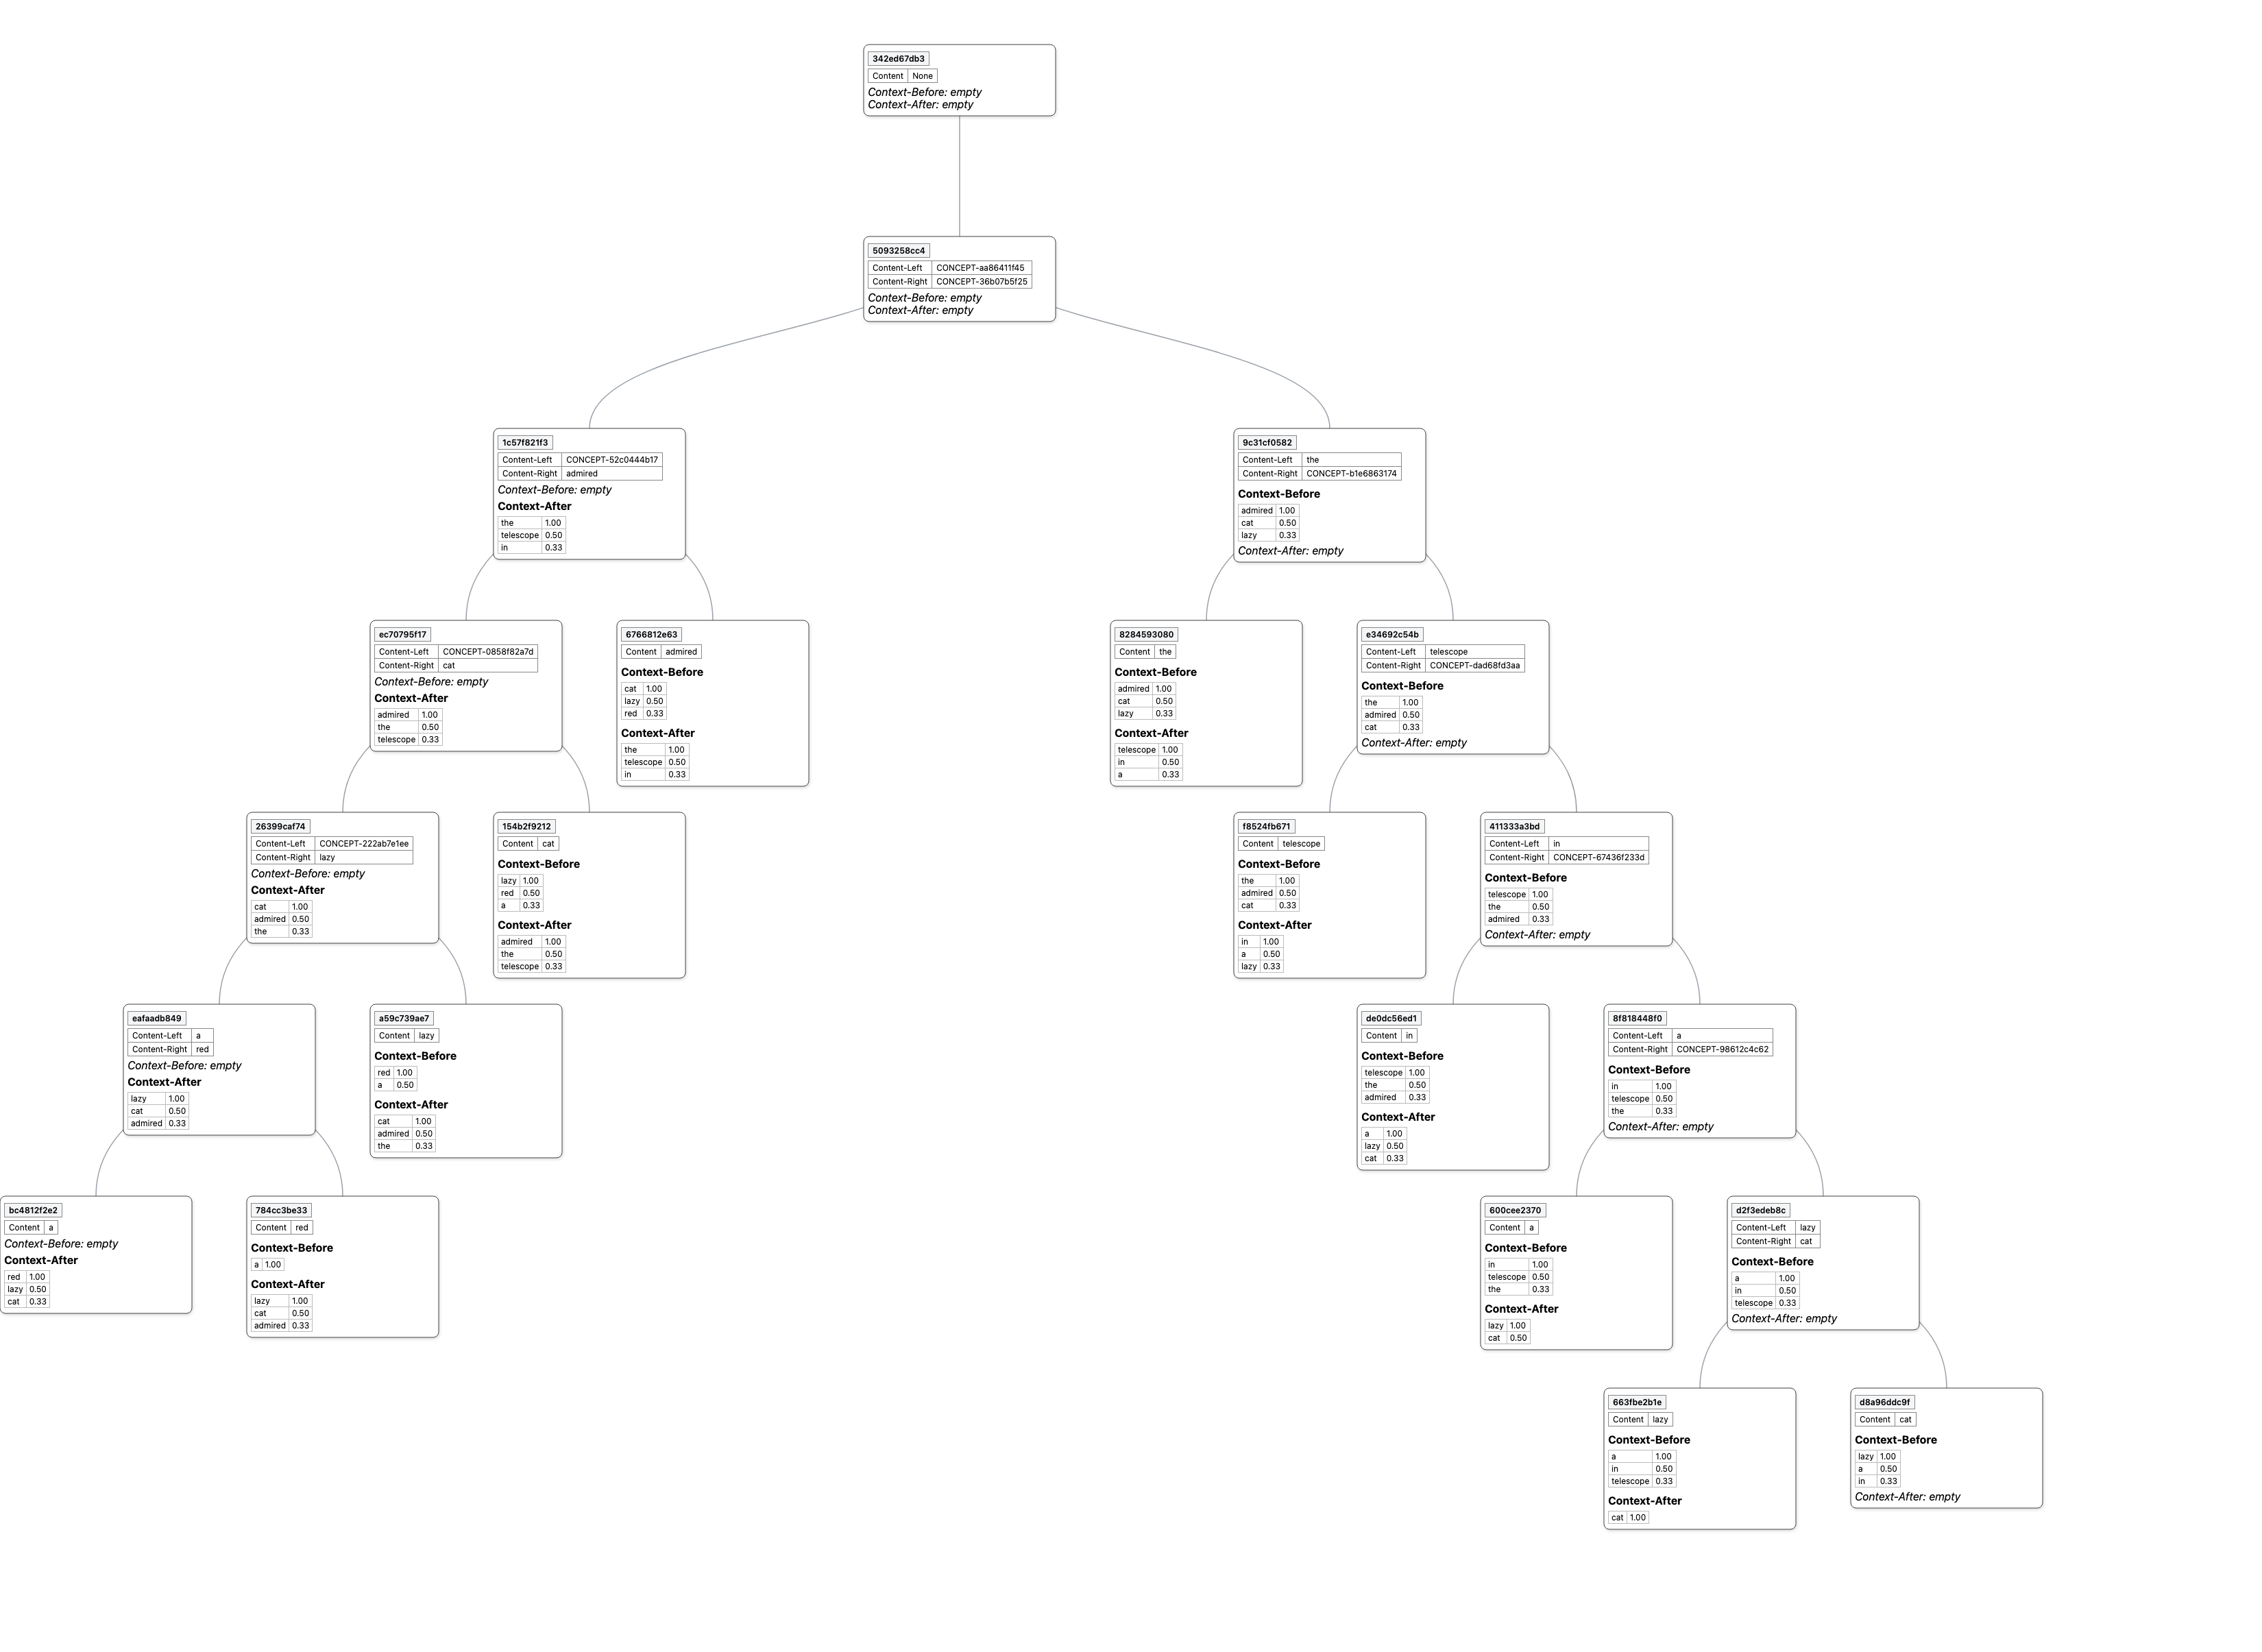 342ed67db3
Content None
Context-Before: empty
Context-After: empty
5093258cc4
Content-Left CONCEPT-aa86411f45
Content-Right CONCEPT-36b07b5f25
Context-Before: empty
Context-After: empty
1c57f821f3
Content-Left CONCEPT-52c0444b17
Content-Right admired
Context-Before: empty
Context-After
the 1.00
telescope 0.50
in 0.33
9c31cf0582
Content-Left the
Content-Right CONCEPT-b1e6863174
Context-Before
admired 1.00
cat 0.50
lazy 0.33
Context-After: empty
ec70795f17
Content-Left CONCEPT-0858f82a7d
Content-Right cat
Context-Before: empty
Context-After
admired 1.00
the 0.50
telescope 0.33
6766812e63
Content admired
Context-Before
cat 1.00
lazy 0.50
red 0.33
Context-After
the 1.00
telescope 0.50
in 0.33
8284593080
Content the
Context-Before
admired 1.00
cat 0.50
lazy 0.33
Context-After
telescope 1.00
in 0.50
a 0.33
e34692c54b
Content-Left telescope
Content-Right CONCEPT-dad68fd3aa
Context-Before
the 1.00
admired 0.50
cat 0.33
Context-After: empty
26399caf74
Content-Left CONCEPT-222ab7e1ee
Content-Right lazy
Context-Before: empty
Context-After
cat 1.00
admired 0.50
the 0.33
154b2f9212
Content cat
Context-Before
lazy 1.00
red 0.50
a 0.33
Context-After
admired 1.00
the 0.50
telescope 0.33
f8524fb671
Content telescope
Context-Before
the 1.00
admired 0.50
cat 0.33
Context-After
in 1.00
a 0.50
lazy 0.33
411333a3bd
Content-Left in
Content-Right CONCEPT-67436f233d
Context-Before
telescope 1.00
the 0.50
admired 0.33
Context-After: empty
eafaadb849
Content-Left a
Content-Right red
Context-Before: empty
Context-After
lazy 1.00
cat 0.50
admired 0.33
a59c739ae7
Content lazy
Context-Before
red 1.00
a 0.50
Context-After
cat 1.00
admired 0.50
the 0.33
de0dc56ed1
Content in
Context-Before
telescope 1.00
the 0.50
admired 0.33
Context-After
a 1.00
lazy 0.50
cat 0.33
8f818448f0
Content-Left a
Content-Right CONCEPT-98612c4c62
Context-Before
in 1.00
telescope 0.50
the 0.33
Context-After: empty
bc4812f2e2
Content a
Context-Before: empty
Context-After
red 1.00
lazy 0.50
cat 0.33
784cc3be33
Content red
Context-Before
a 1.00
Context-After
lazy 1.00
cat 0.50
admired 0.33
600cee2370
Content a
Context-Before
in 1.00
telescope 0.50
the 0.33
Context-After
lazy 1.00
cat 0.50
d2f3edeb8c
Content-Left lazy
Content-Right cat
Context-Before
a 1.00
in 0.50
telescope 0.33
Context-After: empty
663fbe2b1e
Content lazy
Context-Before
a 1.00
in 0.50
telescope 0.33
Context-After
cat 1.00
d8a96ddc9f
Content cat
Context-Before
lazy 1.00
a 0.50
in 0.33
Context-After: empty